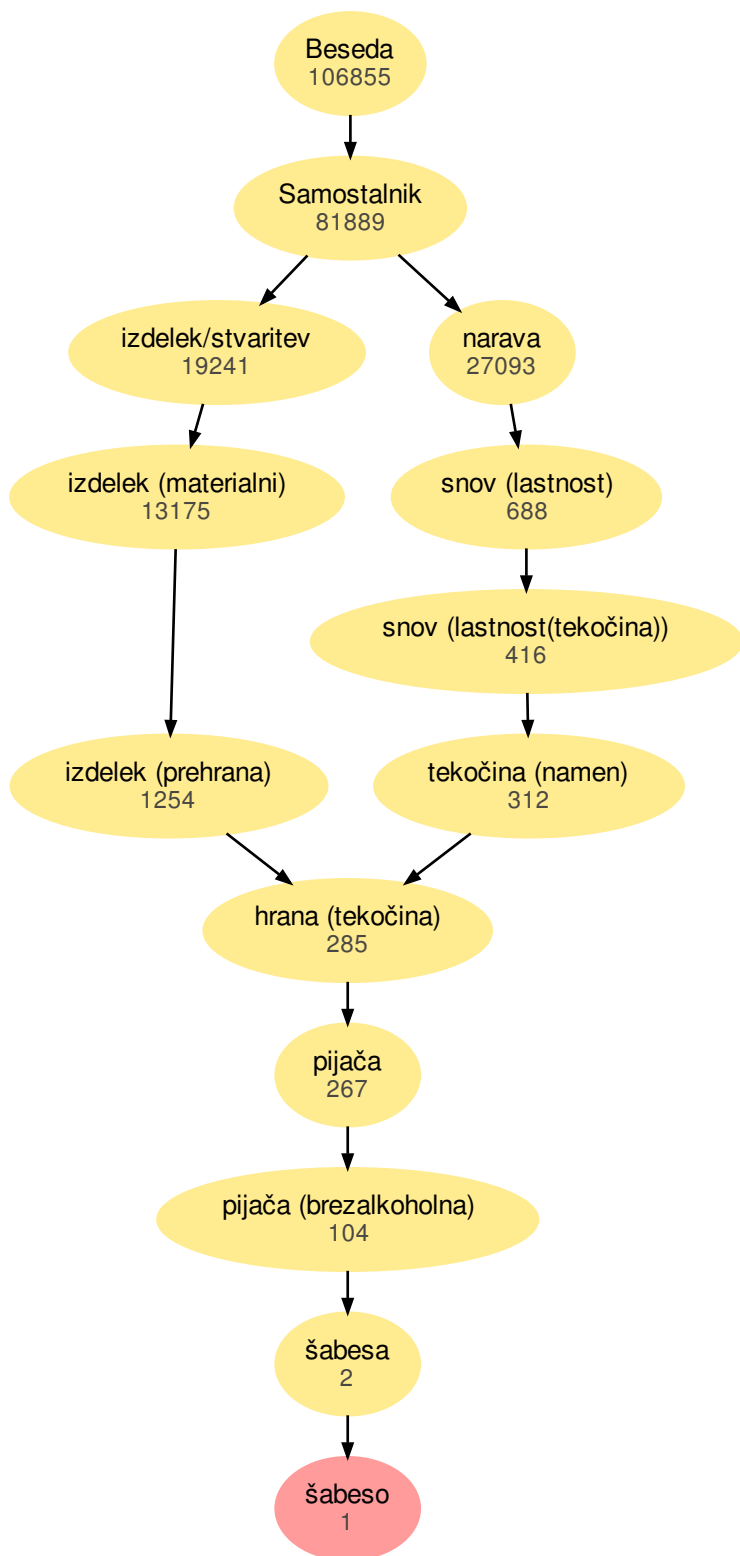 Beseda
106855
Samostalnik
81889
izdelek/stvaritev
19241
narava
27093
izdelek (materialni)
13175
snov (lastnost)
688
snov (lastnost(tekočina))
416
izdelek (prehrana)
1254
tekočina (namen)
312
hrana (tekočina)
285
pijača
267
pijača (brezalkoholna)
104
šabesa
2
šabeso
1